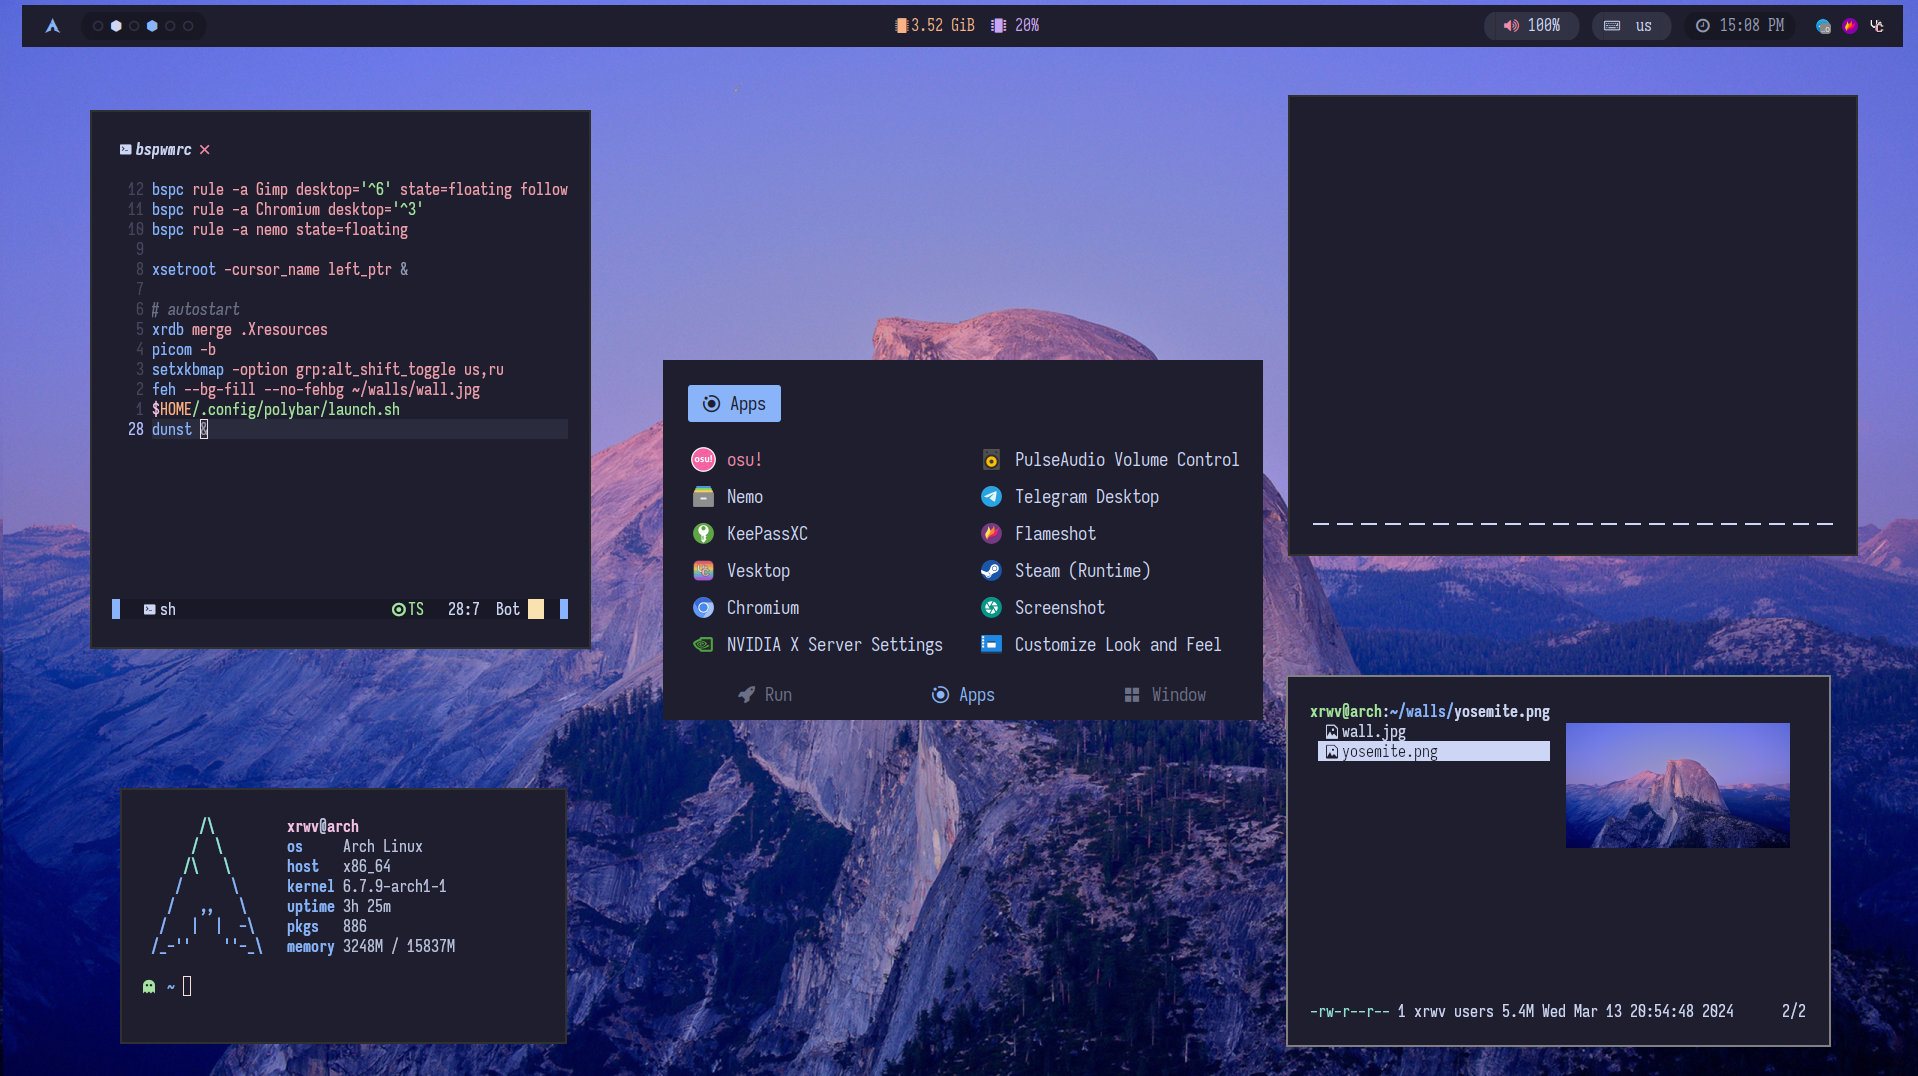 3.52 GiB 20%
100% us 15:08 PM
bspwmrc
12 bspc rule -a Gimp desktop='^6' state=floating follow
11 bspc rule -a Chromium desktop='^3'
10 bspc rule -a nemo state=floating
9
8 xsetroot -cursor_name left_ptr &
7
6 # autostart
5 xrdb merge .Xresources
4 picom -b
3 setxkbmap -option grp:alt_shift_toggle us,ru
2 feh --bg-fill --no-fehbg ~/walls/wall.jpg
1 $HOME/.config/polybar/launch.sh
28 dunst &
sh TS 28:7 Bot
Apps
osu! osu!
Nemo
KeePassXC
Vesktop
Chromium
NVIDIA X Server Settings
PulseAudio Volume Control
Telegram Desktop
Flameshot
Steam (Runtime)
Screenshot
Customize Look and Feel
Run Apps Window
xrwv@arch
os Arch Linux
host x86_64
kernel 6.7.9-arch1-1
uptime 3h 25m
pkgs 886
memory 3248M / 15837M
~
xrwv@arch:~/walls/yosemite.png
wall.jpg
yosemite.png
-rw-r--r-- 1 xrwv users 5.4M Wed Mar 13 20:54:48 2024 2/2